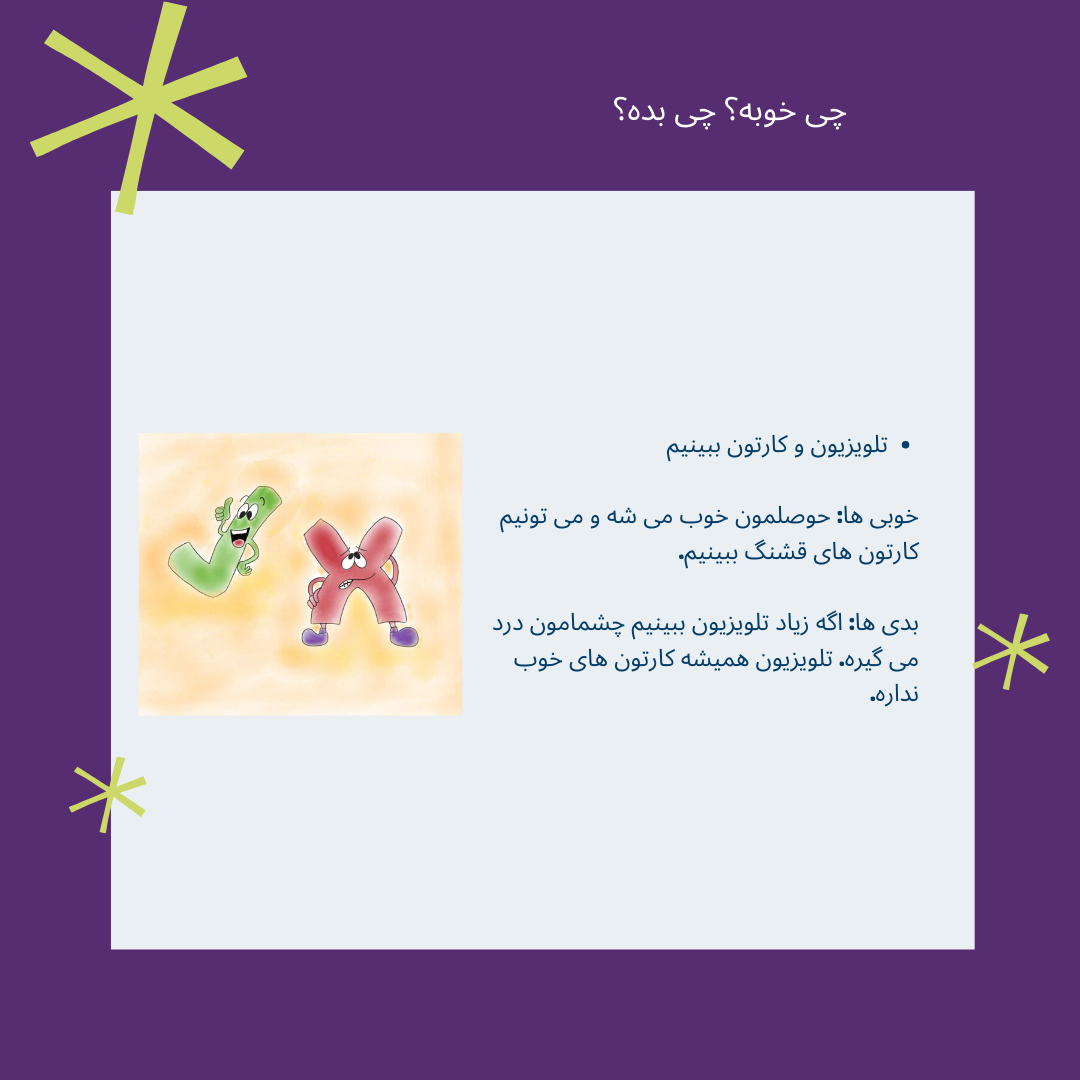 چی خوبه؟ چی بده؟
• تلویزیون و کارتون ببینیم
خوبی ها: حوصلمون خوب می شه و می تونیم
کارتون های قشنگ ببینیم.
بدی ها: اگه زیاد تلویزیون ببینیم چشمامون درد
می گیره. تلویزیون همیشه کارتون های خوب
نداره.